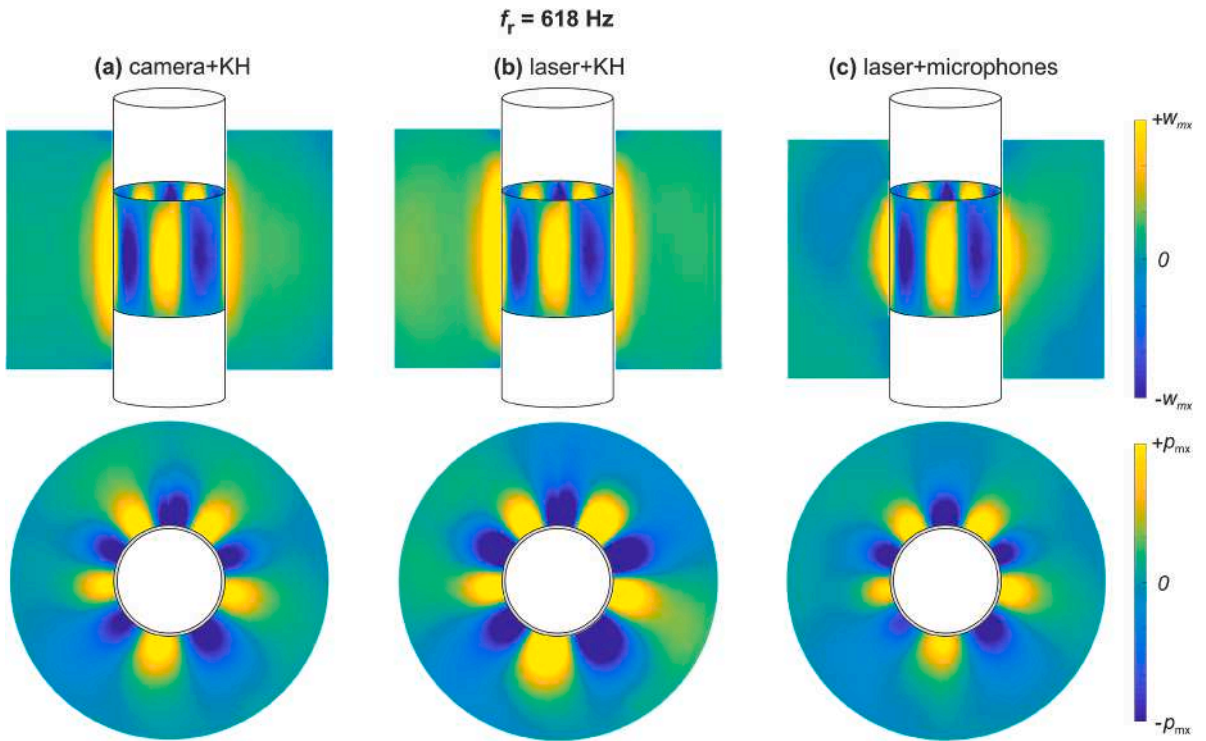 f_r = 618 Hz
(a) camera+KH
(b) laser+KH
(c) laser+microphones
+w_mx
0
-w_mx
+p_mx
0
-p_mx